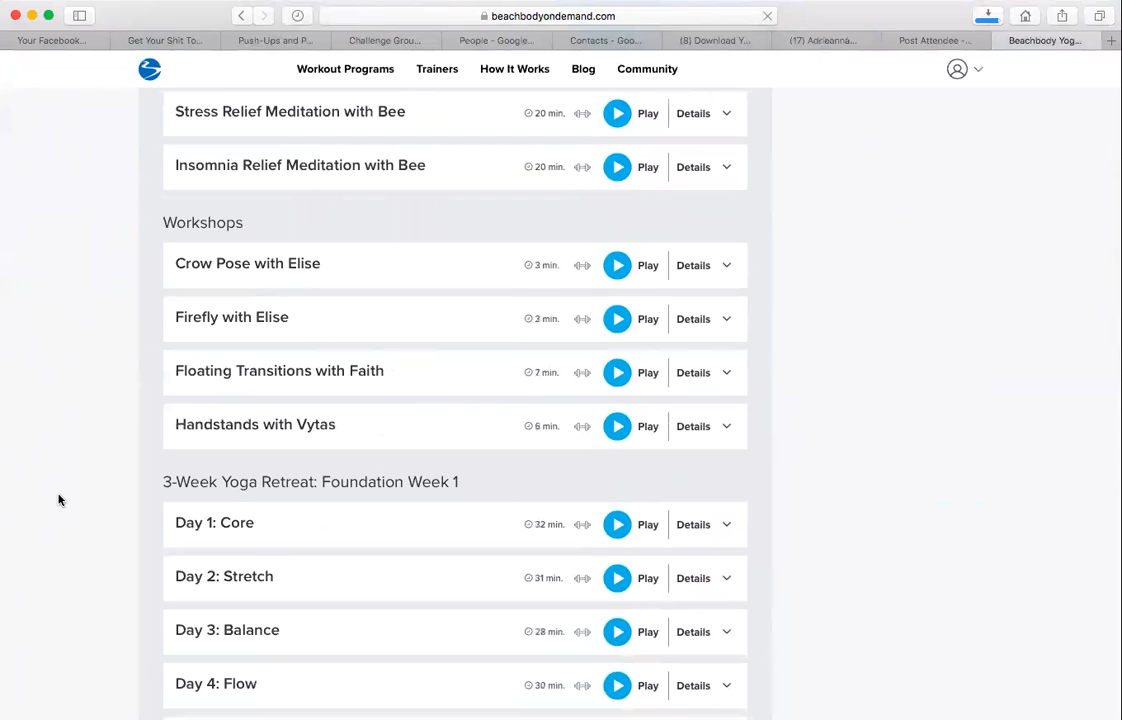 beachbodyondemand.com
Your Facebook... Get Your Shit To... Push-Ups and P... Challenge Grou... People - Google... Contacts - Goo... (8) Download Y... (17) Adrieanna... Post Attendee -... Beachbody Yog...
Workout Programs Trainers How It Works Blog Community
Stress Relief Meditation with Bee 20 min. Play Details
Insomnia Relief Meditation with Bee 20 min. Play Details
Workshops
Crow Pose with Elise 3 min. Play Details
Firefly with Elise 3 min. Play Details
Floating Transitions with Faith 7 min. Play Details
Handstands with Vytas 6 min. Play Details
3-Week Yoga Retreat: Foundation Week 1
Day 1: Core 32 min. Play Details
Day 2: Stretch 31 min. Play Details
Day 3: Balance 28 min. Play Details
Day 4: Flow 30 min. Play Details